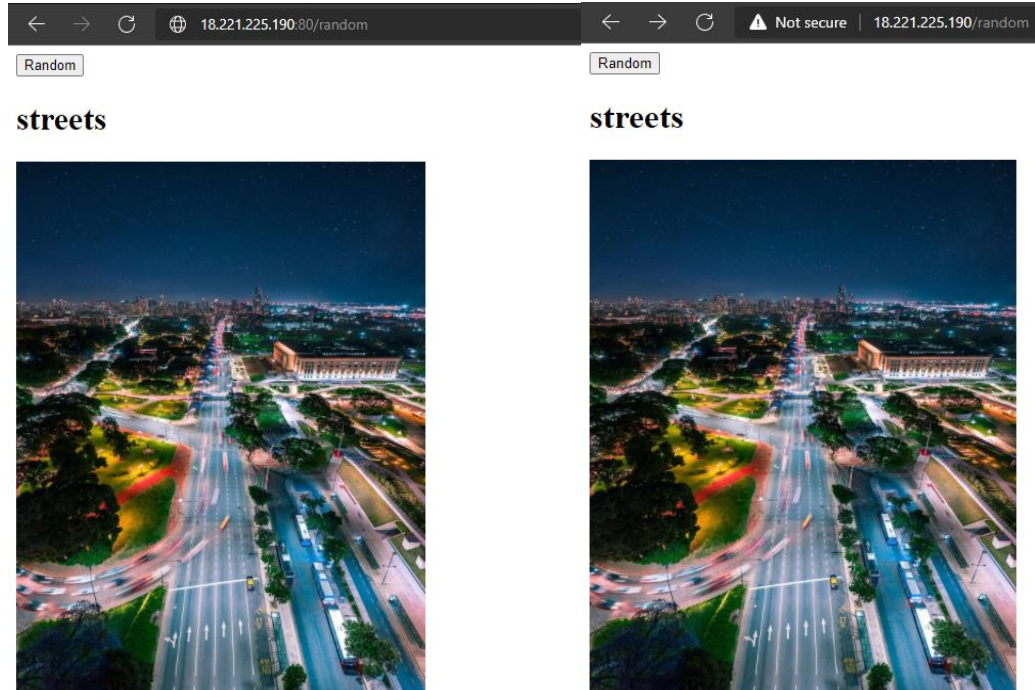 18.221.225.190:80/random
Random
streets
Not secure | 18.221.225.190/random
Random
streets